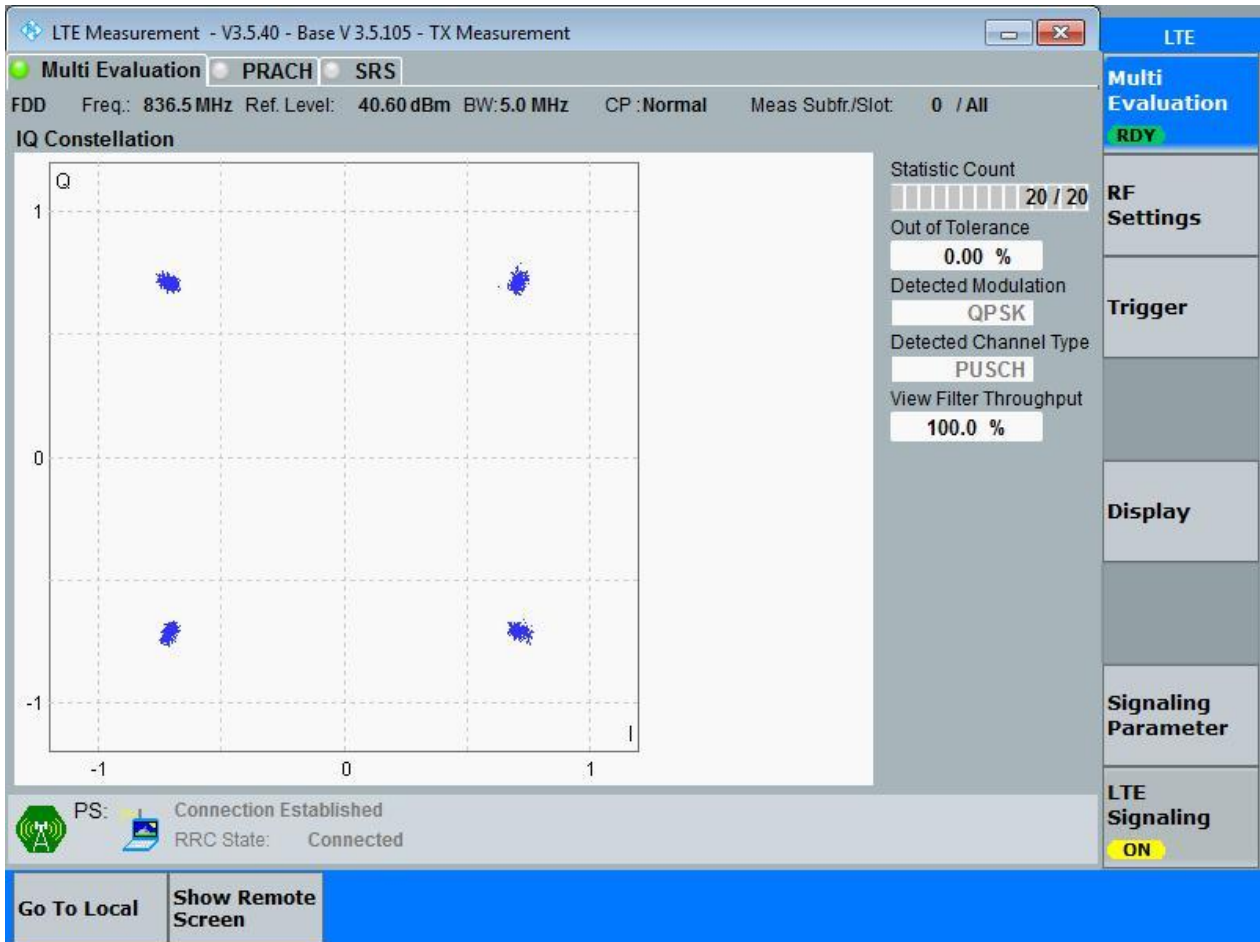 LTE Measurement - V3.5.40 - Base V 3.5.105 - TX Measurement
LTE
Multi Evaluation PRACH SRS
Multi
Evaluation
RDY
FDD Freq.: 836.5 MHz Ref. Level: 40.60 dBm BW: 5.0 MHz CP : Normal Meas Subfr./Slot: 0 / All
IQ Constellation
Q
1
0
-1
I
-1 0 1
Statistic Count
20 / 20
Out of Tolerance
0.00 %
Detected Modulation
QPSK
Detected Channel Type
PUSCH
View Filter Throughput
100.0 %
RF
Settings
Trigger
Display
Signaling
Parameter
LTE
Signaling
ON
PS: Connection Established
RRC State: Connected
Go To Local
Show Remote
Screen